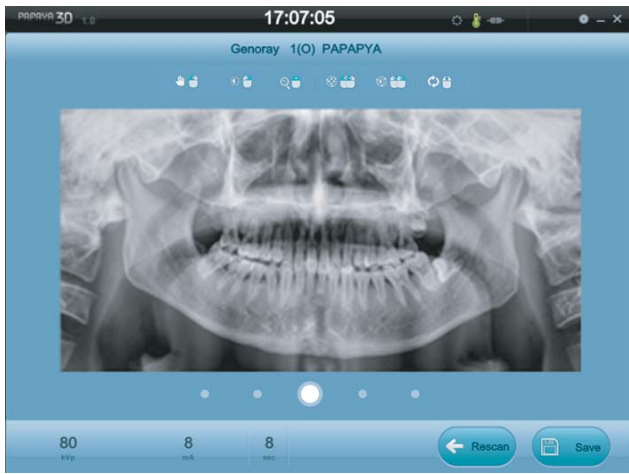 PAPAYA 3D 1.0
17:07:05
Genoray 1(O) PAPAPYA
80
kVp
8
mA
8
sec
Rescan
Save